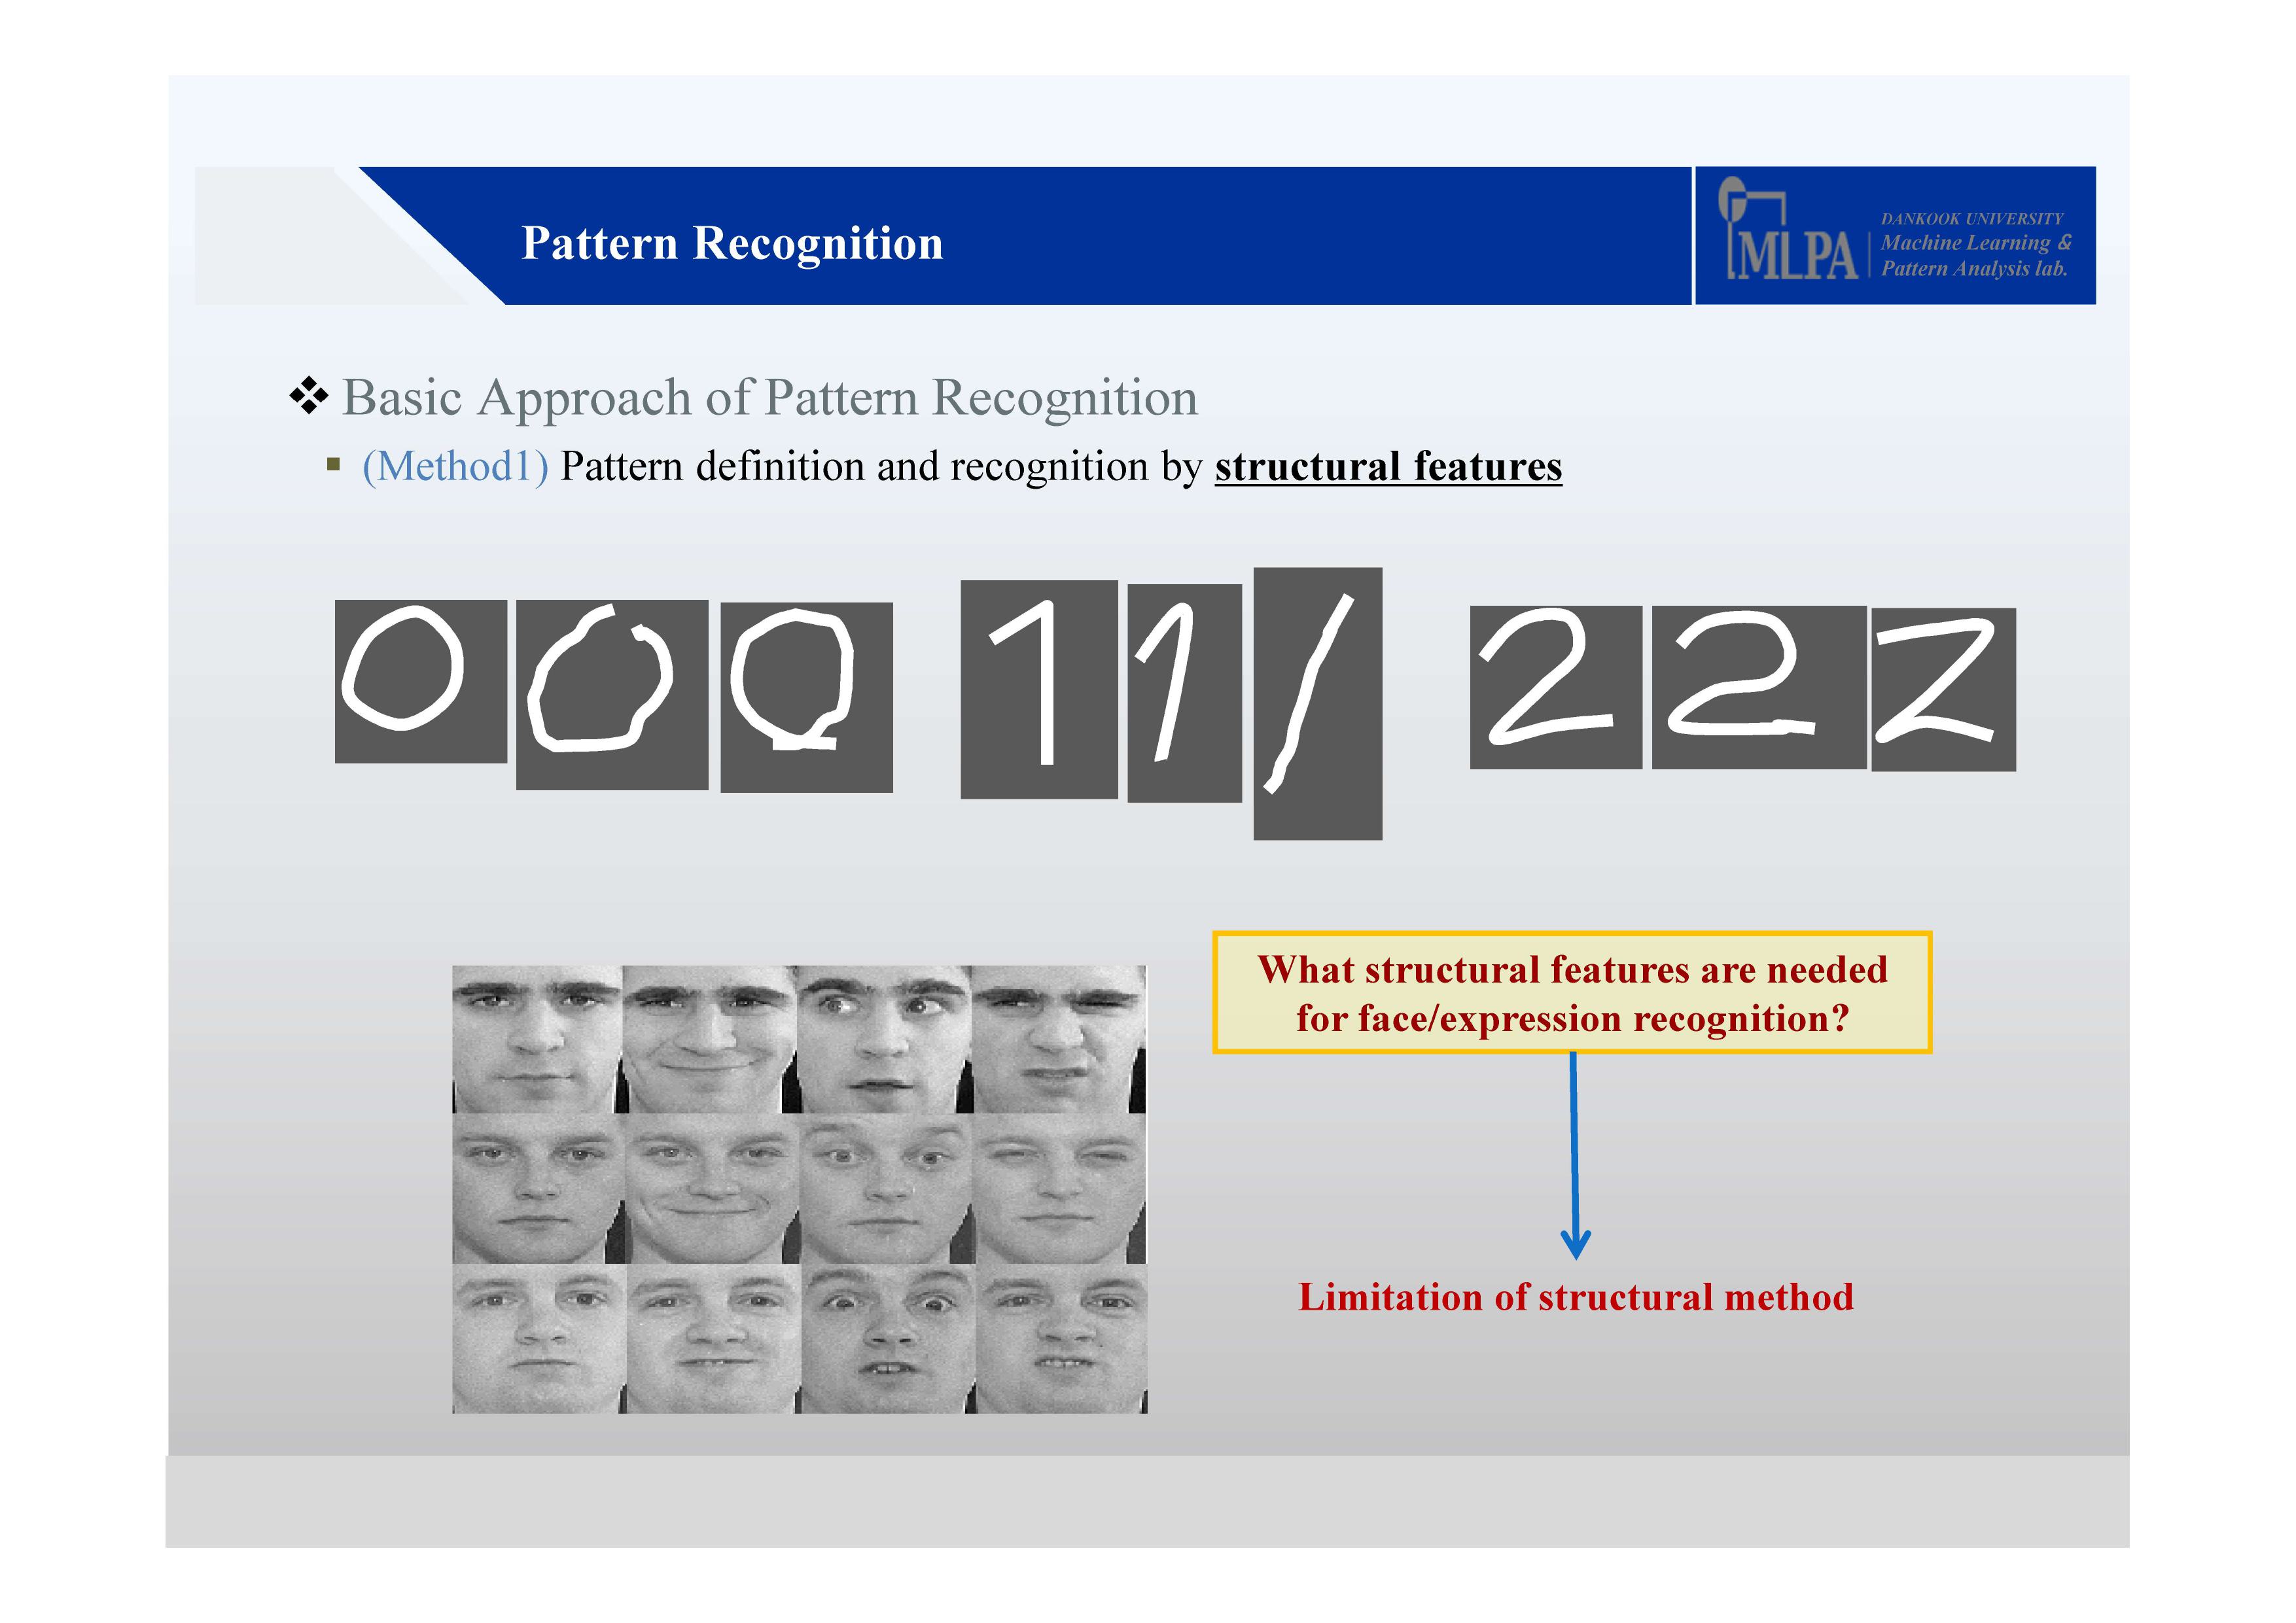 Pattern Recognition
MLPA
DANKOOK UNIVERSITY
Machine Learning &
Pattern Analysis lab.
❖ Basic Approach of Pattern Recognition
▪ (Method1) Pattern definition and recognition by structural features
0 0 0 1 1 / 2 2 2
What structural features are needed
for face/expression recognition?
Limitation of structural method